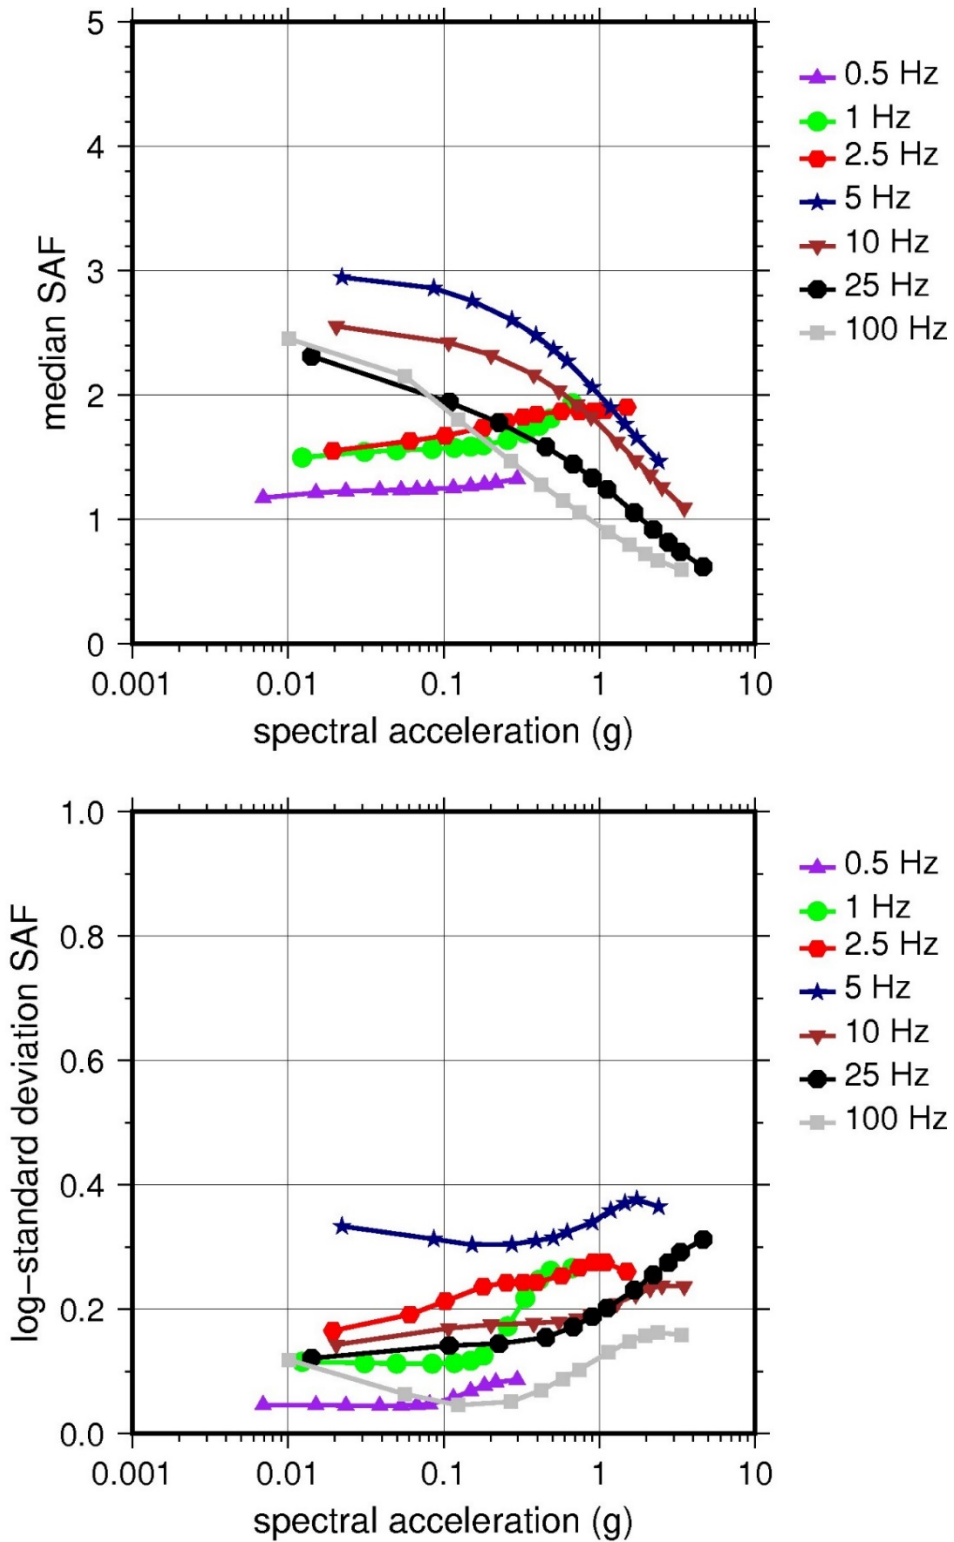 5
4
3
2
1
0
median SAF
0.001 0.01 0.1 1 10
spectral acceleration (g)
0.5 Hz
1 Hz
2.5 Hz
5 Hz
10 Hz
25 Hz
100 Hz
1.0
0.8
0.6
0.4
0.2
0.0
log−standard deviation SAF
0.001 0.01 0.1 1 10
spectral acceleration (g)
0.5 Hz
1 Hz
2.5 Hz
5 Hz
10 Hz
25 Hz
100 Hz